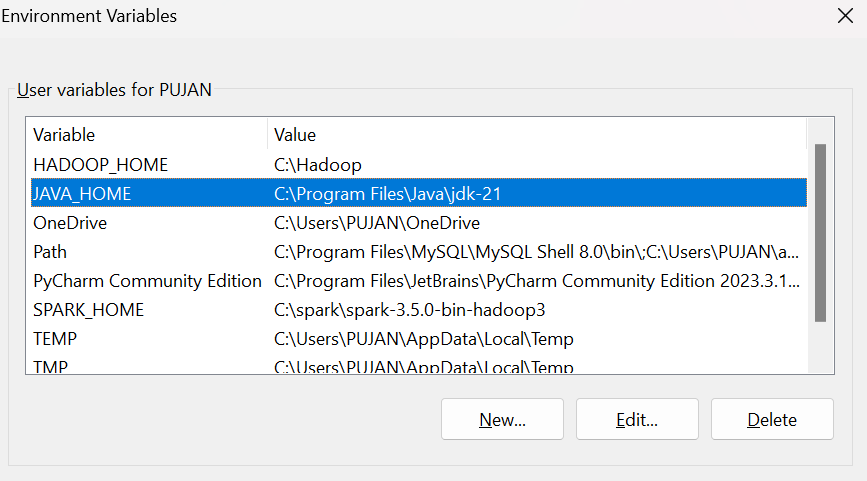 Environment Variables
User variables for PUJAN
Variable Value
HADOOP_HOME C:\Hadoop
JAVA_HOME C:\Program Files\Java\jdk-21
OneDrive C:\Users\PUJAN\OneDrive
Path C:\Program Files\MySQL\MySQL Shell 8.0\bin\;C:\Users\PUJAN\a...
PyCharm Community Edition C:\Program Files\JetBrains\PyCharm Community Edition 2023.3.1...
SPARK_HOME C:\spark\spark-3.5.0-bin-hadoop3
TEMP C:\Users\PUJAN\AppData\Local\Temp
TMP C:\Users\PUJAN\AppData\Local\Temp
New... Edit... Delete